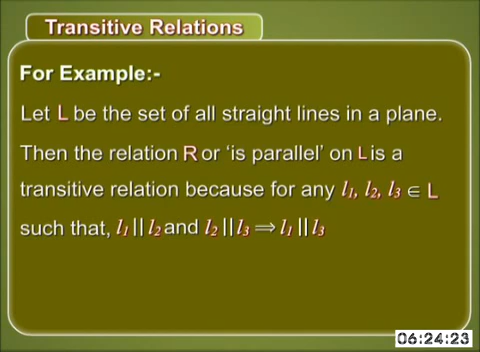 Transitive Relations
For Example:-
Let L be the set of all straight lines in a plane.
Then the relation R or ‘is parallel’ on L is a
transitive relation because for any l₁, l₂, l₃ ∈ L
such that, l₁ || l₂ and l₂ || l₃ ⟹ l₁ || l₃
06:24:23